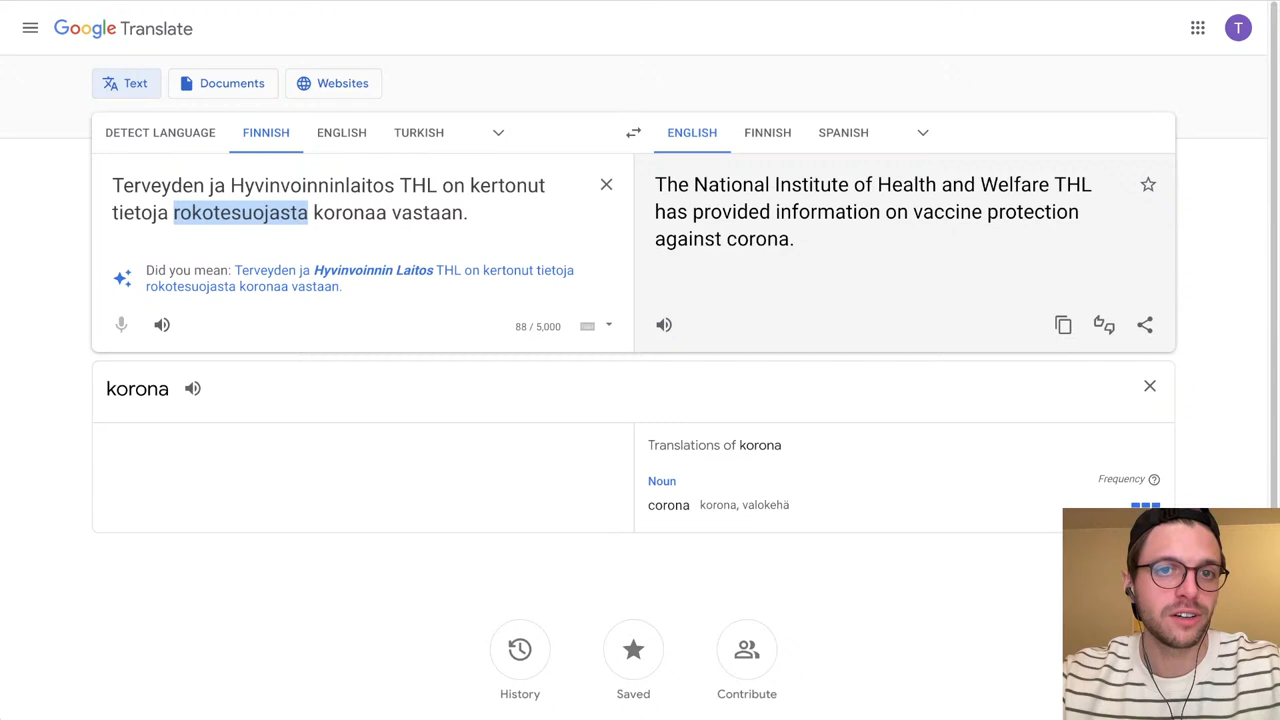 Google Translate
T
Text
Documents
Websites
DETECT LANGUAGE
FINNISH
ENGLISH
TURKISH
ENGLISH
FINNISH
SPANISH
Terveyden ja Hyvinvoinninlaitos THL on kertonut
tietoja rokotesuojasta koronaa vastaan.
Did you mean: Terveyden ja Hyvinvoinnin Laitos THL on kertonut tietoja
rokotesuojasta koronaa vastaan.
88 / 5,000
The National Institute of Health and Welfare THL
has provided information on vaccine protection
against corona.
korona
Translations of korona
Noun
Frequency
corona korona, valokehä
History
Saved
Contribute